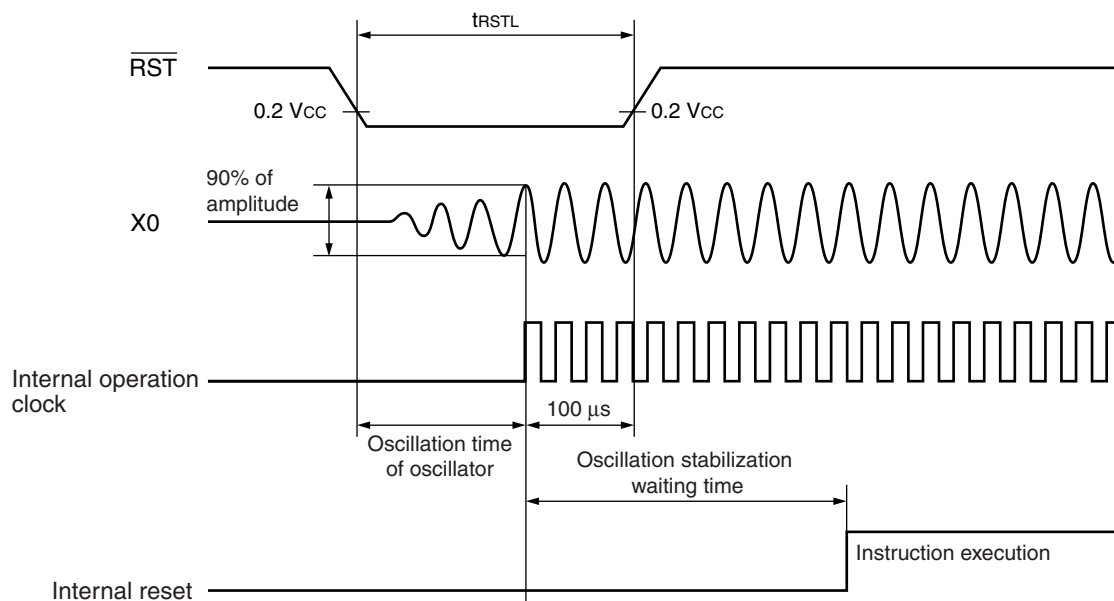 tRSTL
RST
0.2 VCC
0.2 VCC
90% of
amplitude
X0
Internal operation
clock
100 μs
Oscillation time
of oscillator
Oscillation stabilization
waiting time
Instruction execution
Internal reset